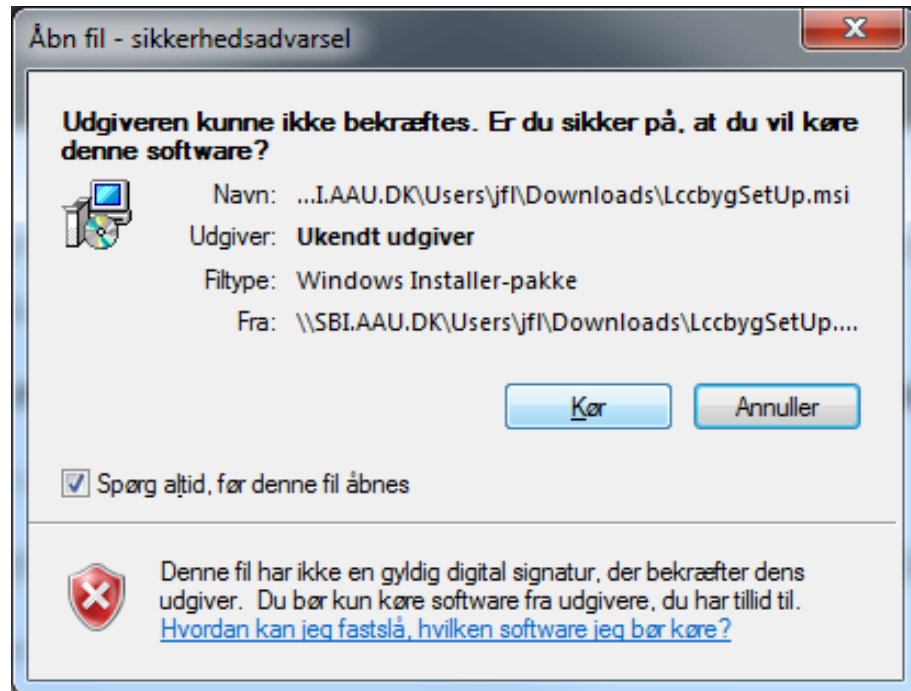 Åbn fil - sikkerhedsadvarsel
Udgiveren kunne ikke bekræftes. Er du sikker på, at du vil køre
denne software?
Navn: ...I.AAU.DK\Users\jfl\Downloads\LccbygSetUp.msi
Udgiver: Ukendt udgiver
Filtype: Windows Installer-pakke
Fra: \\SBI.AAU.DK\Users\jfl\Downloads\LccbygSetUp....
Kør Annuller
Spørg altid, før denne fil åbnes
Denne fil har ikke en gyldig digital signatur, der bekræfter dens
udgiver. Du bør kun køre software fra udgivere, du har tillid til.
Hvordan kan jeg fastslå, hvilken software jeg bør køre?